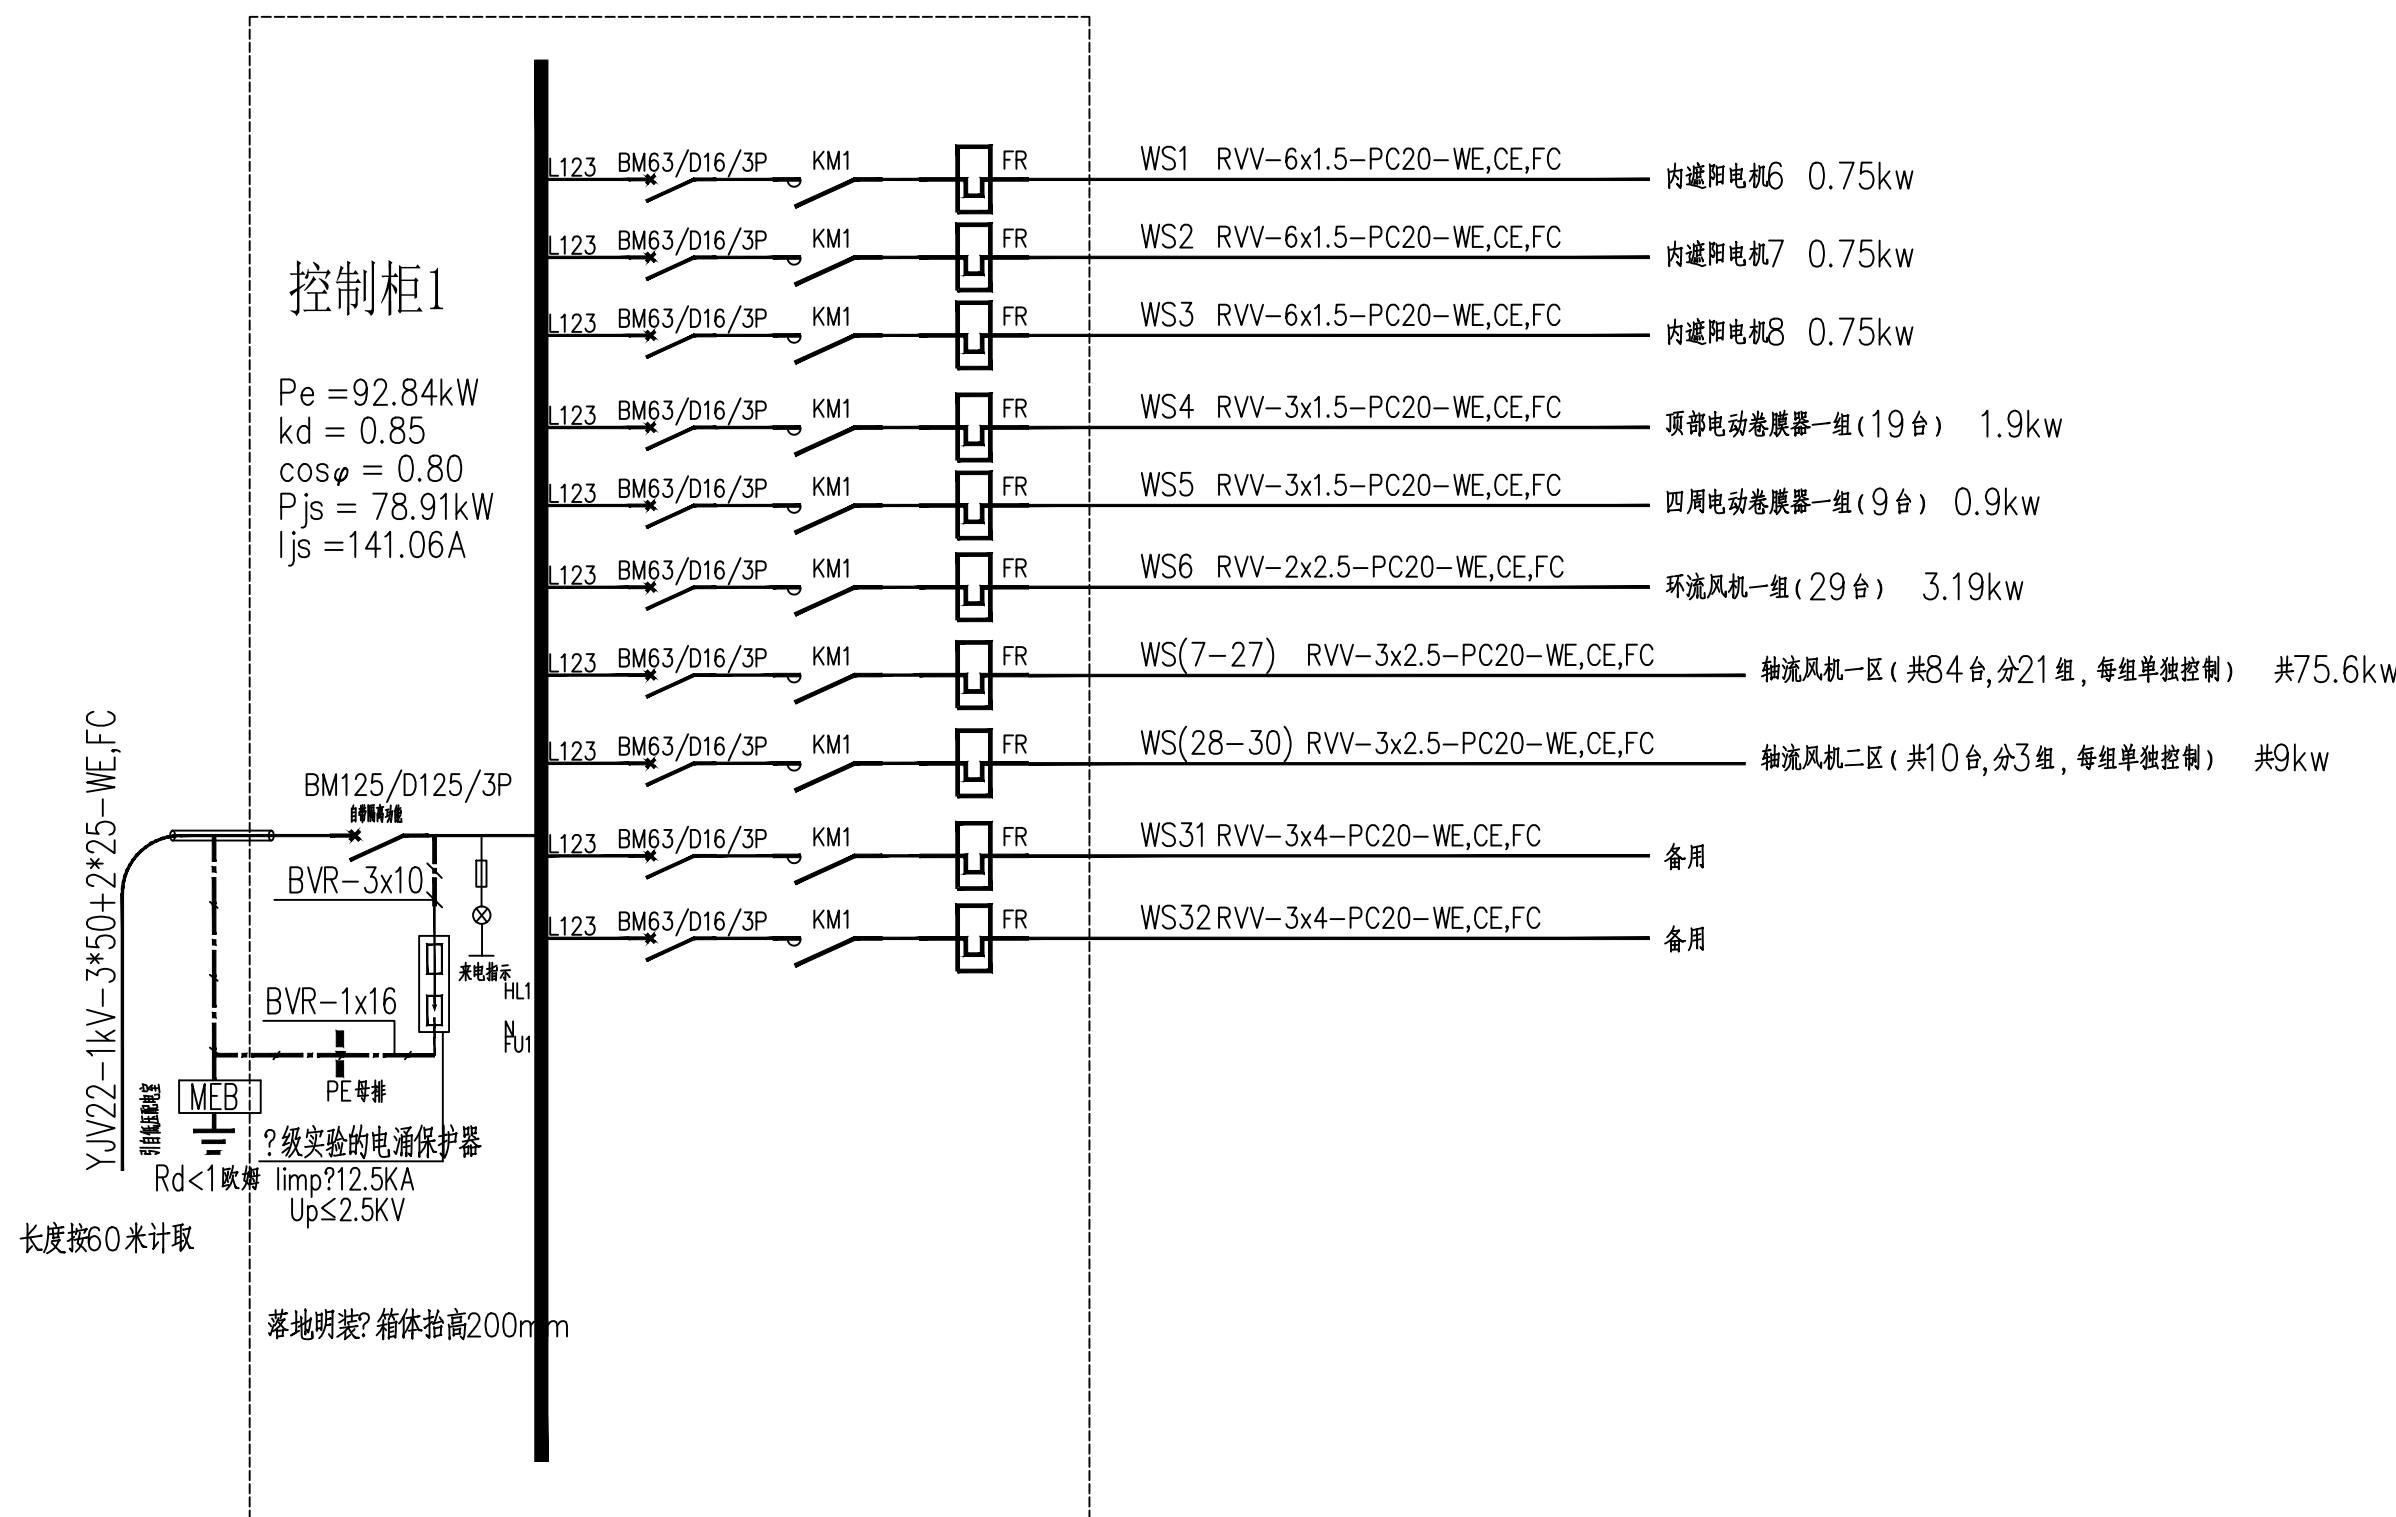 L123 BM63/D16/3P KM1 FR WS1 RVV-6x1.5-PC20-WE,CE,FC 内遮阳电机6 0.75kw
L123 BM63/D16/3P KM1 FR WS2 RVV-6x1.5-PC20-WE,CE,FC 内遮阳电机7 0.75kw
L123 BM63/D16/3P KM1 FR WS3 RVV-6x1.5-PC20-WE,CE,FC 内遮阳电机8 0.75kw
L123 BM63/D16/3P KM1 FR WS4 RVV-3x1.5-PC20-WE,CE,FC 顶部电动卷膜器一组(19台) 1.9kw
L123 BM63/D16/3P KM1 FR WS5 RVV-3x1.5-PC20-WE,CE,FC 四周电动卷膜器一组(9台) 0.9kw
L123 BM63/D16/3P KM1 FR WS6 RVV-2x2.5-PC20-WE,CE,FC 环流风机一组(29台) 3.19kw
L123 BM63/D16/3P KM1 FR WS(7-27) RVV-3x2.5-PC20-WE,CE,FC 轴流风机一区(共84台,分21组,每组单独控制) 共75.6kw
L123 BM63/D16/3P KM1 FR WS(28-30) RVV-3x2.5-PC20-WE,CE,FC 轴流风机二区(共10台,分3组,每组单独控制) 共9kw
L123 BM63/D16/3P KM1 FR WS31 RVV-3x4-PC20-WE,CE,FC 备用
L123 BM63/D16/3P KM1 FR WS32 RVV-3x4-PC20-WE,CE,FC 备用
控制柜1
Pe =92.84kW
kd = 0.85
cosφ = 0.80
Pjs = 78.91kW
Ijs =141.06A
YJV22-1kV-3*50+2*25-WE,FC
引自低压配电室
BM125/D125/3P
自带隔离功能
BVR-3x10
来电指示
HL1
N
FU1
BVR-1x16
PE母排
MEB
Rd<1欧姆
?级实验的电涌保护器
Iimp?12.5KA
Up≤2.5KV
长度按60米计取
落地明装?箱体抬高200mm